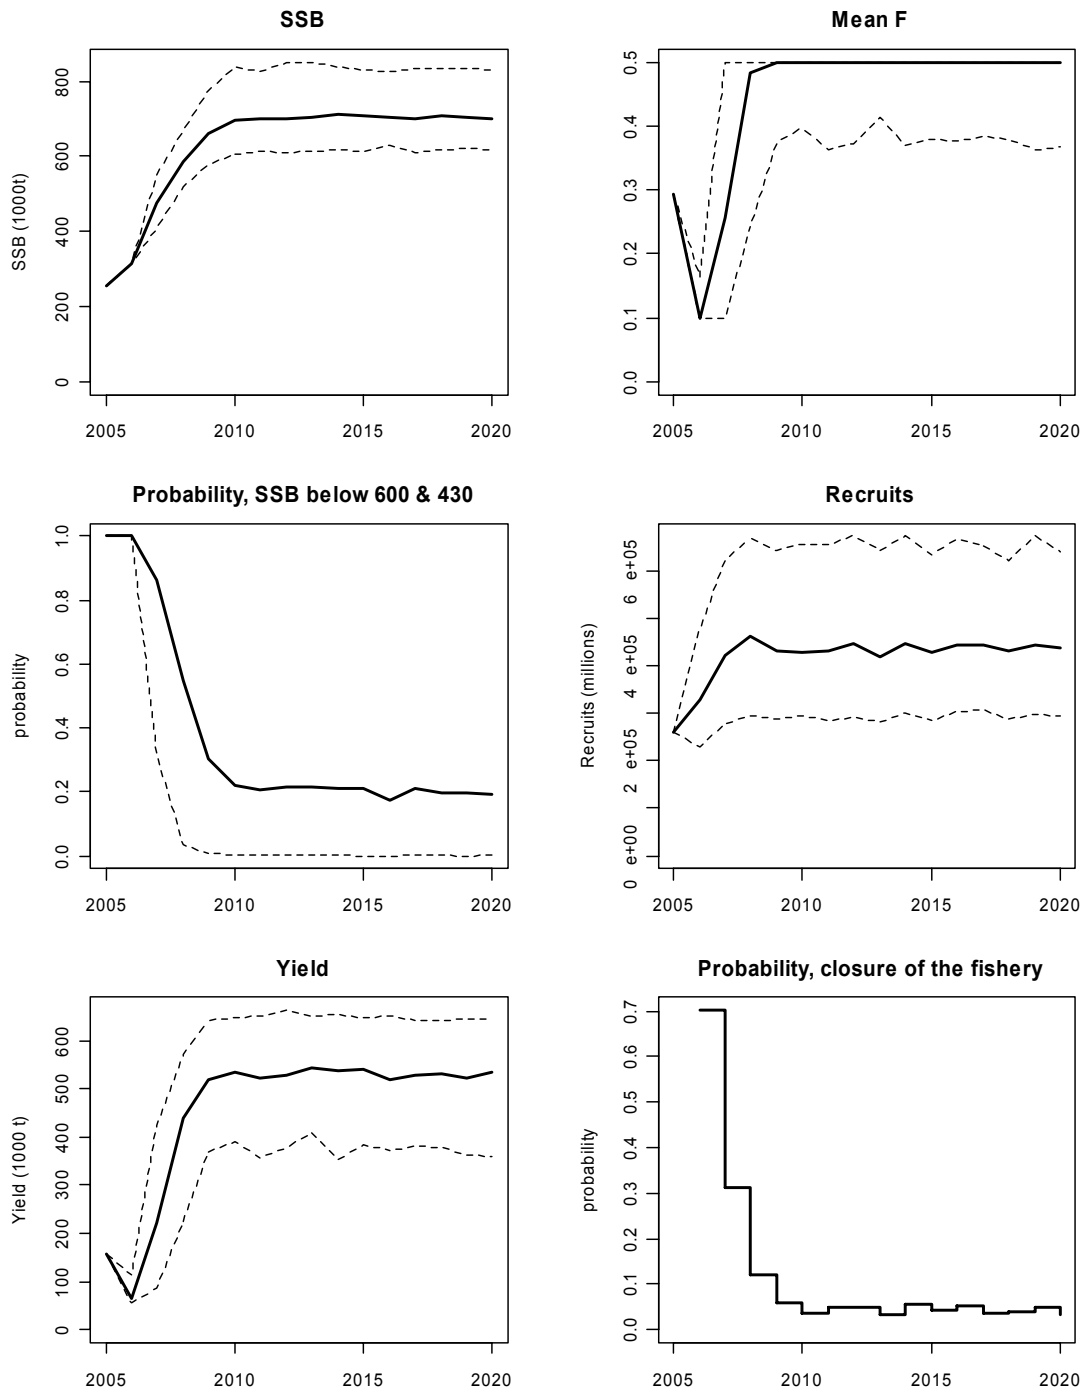 SSB
SSB (1000t)
800
600
400
200
0
2005 2010 2015 2020
Mean F
0.5
0.4
0.3
0.2
0.1
0.0
2005 2010 2015 2020
Probability, SSB below 600 & 430
probability
1.0
0.8
0.6
0.4
0.2
0.0
2005 2010 2015 2020
Recruits
Recruits (millions)
6 e+05
4 e+05
2 e+05
0 e+00
2005 2010 2015 2020
Yield
Yield (1000 t)
600
500
400
300
200
100
0
2005 2010 2015 2020
Probability, closure of the fishery
probability
0.7
0.6
0.5
0.4
0.3
0.2
0.1
0.0
2005 2010 2015 2020